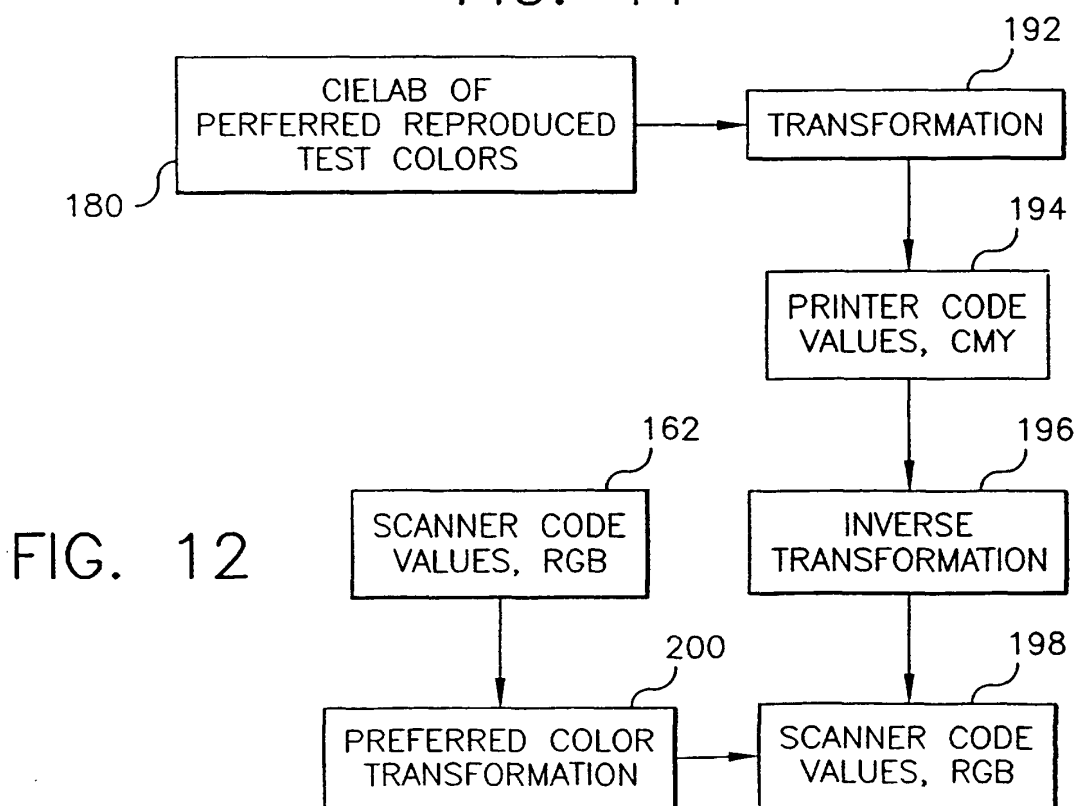 192
CIELAB OF
PERFERRED REPRODUCED
TEST COLORS
TRANSFORMATION
180
194
PRINTER CODE
VALUES, CMY
162
196
FIG. 12
SCANNER CODE
VALUES, RGB
INVERSE
TRANSFORMATION
200
198
PREFERRED COLOR
TRANSFORMATION
SCANNER CODE
VALUES, RGB